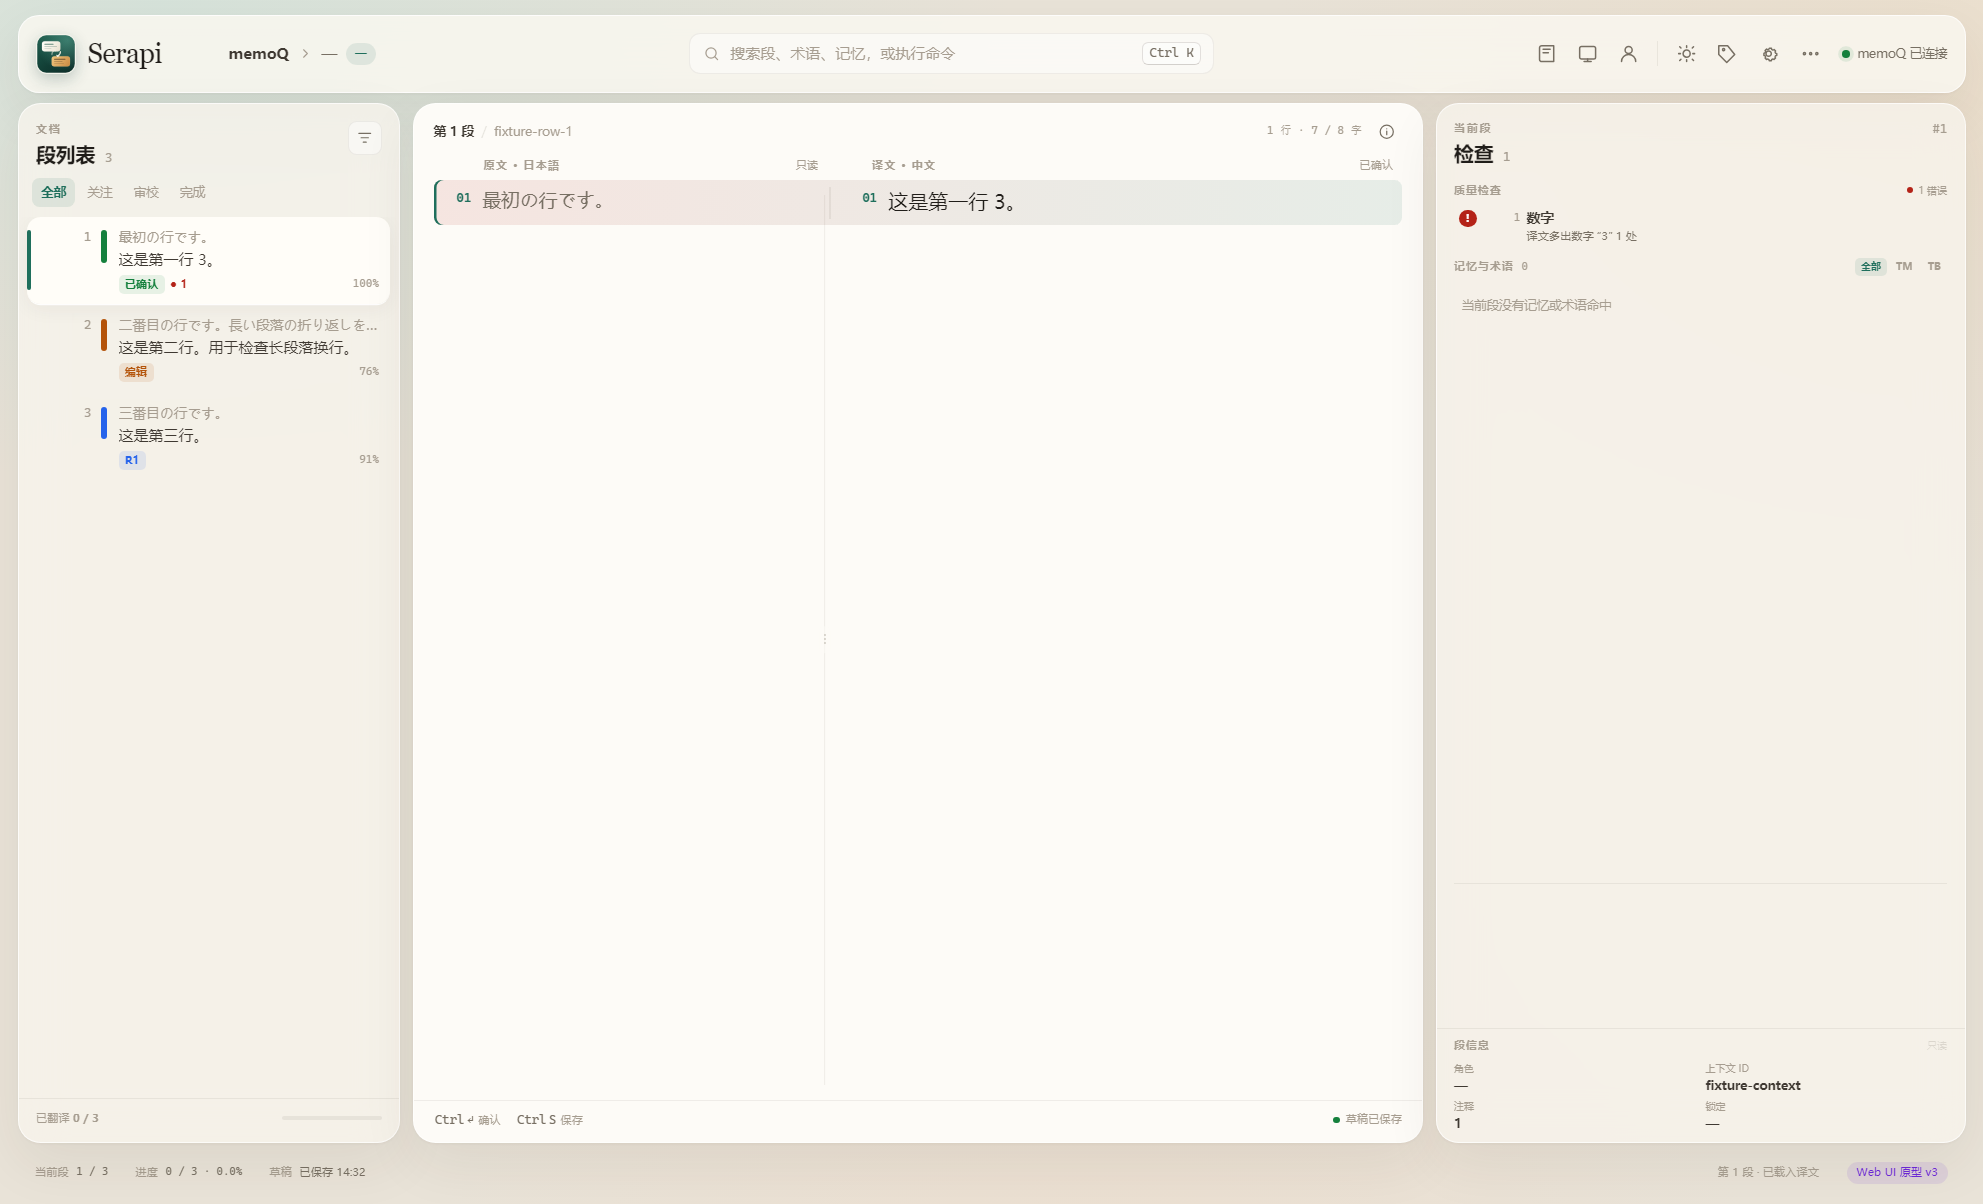 Serapi
memoQ › — —
搜索段、术语、记忆，或执行命令 Ctrl K
memoQ 已连接
文档
段列表 3
全部 关注 审校 完成
1 最初の行です。
这是第一行 3。
已确认 1 100%
2 二番目の行です。長い段落の折り返しを...
这是第二行。用于检查长段落换行。
编辑 76%
3 三番目の行です。
这是第三行。
R1 91%
已翻译 0 / 3
第 1 段 / fixture-row-1 1 行 · 7 / 8 字
原文 • 日本語 只读 译文 • 中文 已确认
01 最初の行です。 01 这是第一行 3。
Ctrl ↵ 确认 Ctrl S 保存 草稿已保存
当前段 #1
检查 1
质量检查 1 错误
1 数字
译文多出数字 “3” 1 处
记忆与术语 0 全部 TM TB
当前段没有记忆或术语命中
段信息 只读
角色 上下文 ID
— fixture-context
注释 锁定
1 —
当前段 1 / 3 进度 0 / 3 · 0.0% 草稿 已保存 14:32 第 1 段 · 已载入译文 Web UI 原型 v3